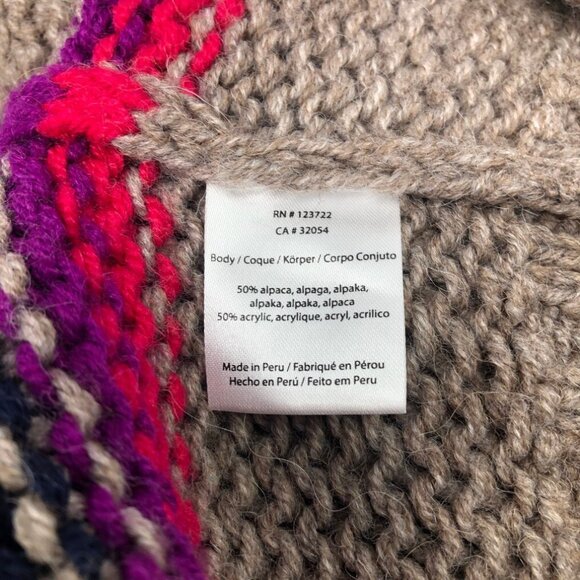 RN # 123722
CA # 32054
Body / Coque / Körper / Corpo Conjuto
50% alpaca, alpaga, alpaka,
alpaka, alpaka, alpaca
50% acrylic, acrylique, acryl, acrilico
Made in Peru / Fabriqué en Pérou
Hecho en Perú / Feito em Peru